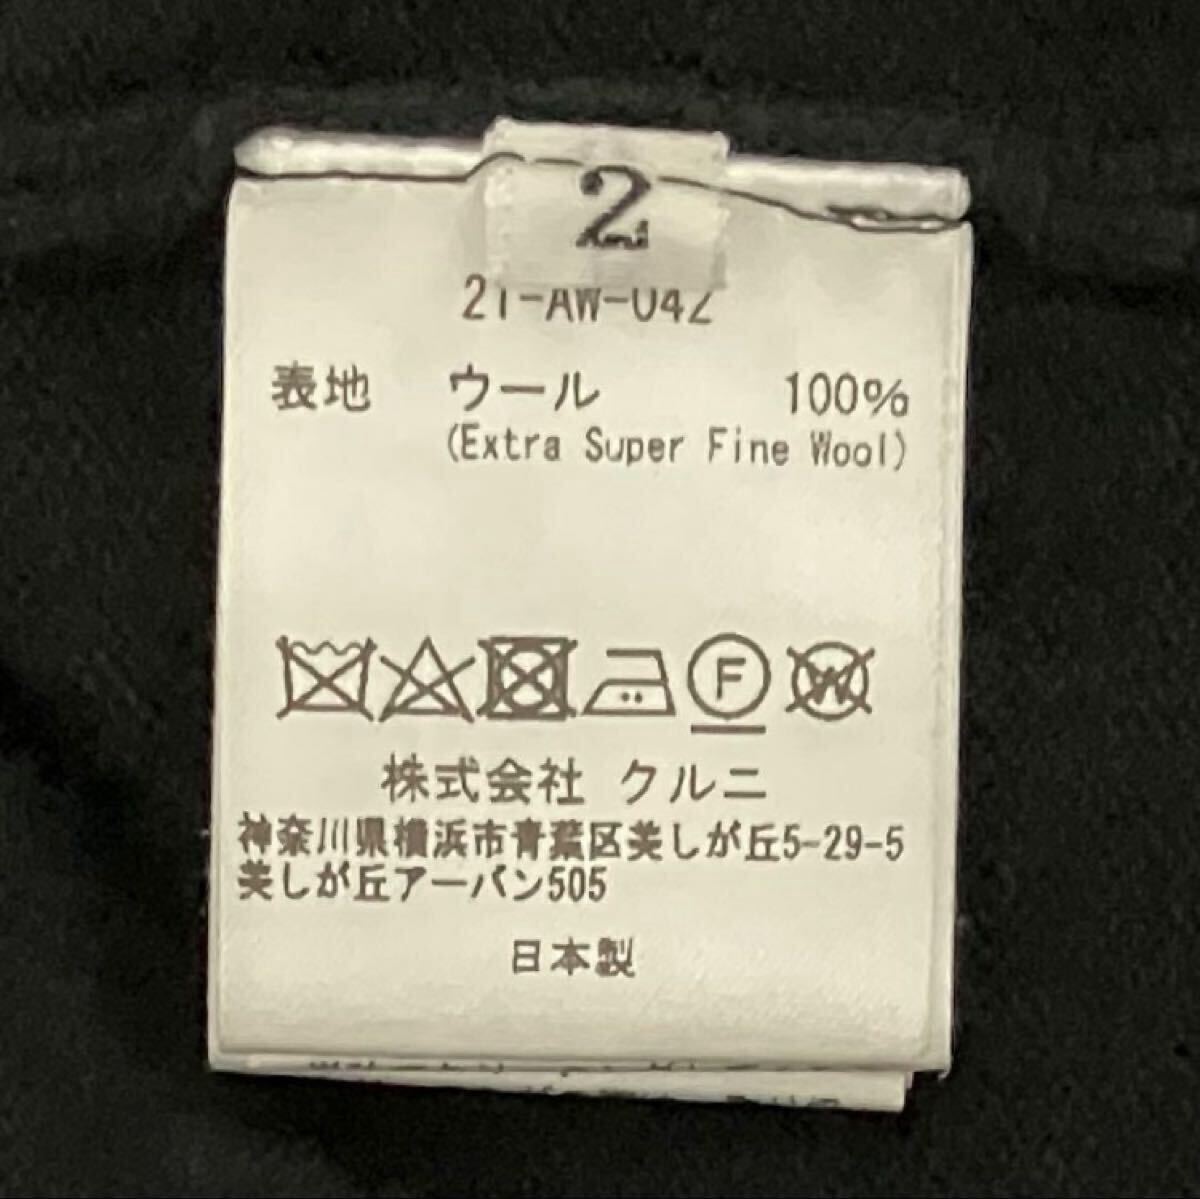 2
21-AW-042
表地 ウール 100%
(Extra Super Fine Wool)
F W
株式会社 クルニ
神奈川県横浜市青葉区美しが丘5-29-5
美しが丘アーバン505
日本製